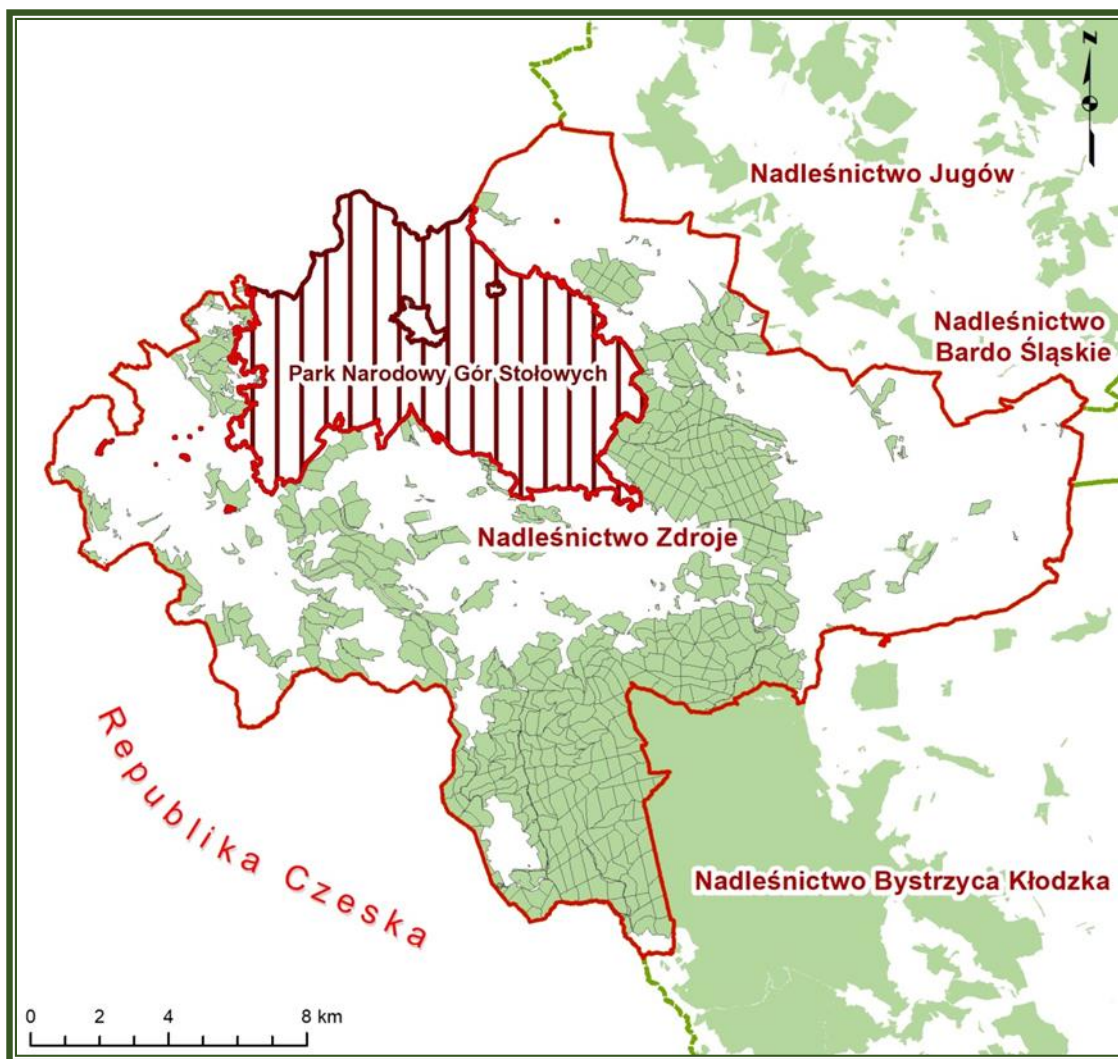 N
Nadleśnictwo Jugów
Nadleśnictwo
Bardo Śląskie
Park Narodowy Gór Stołowych
Nadleśnictwo Zdroje
Republika Czeska
Nadleśnictwo Bystrzyca Kłodzka
0 2 4 8 km